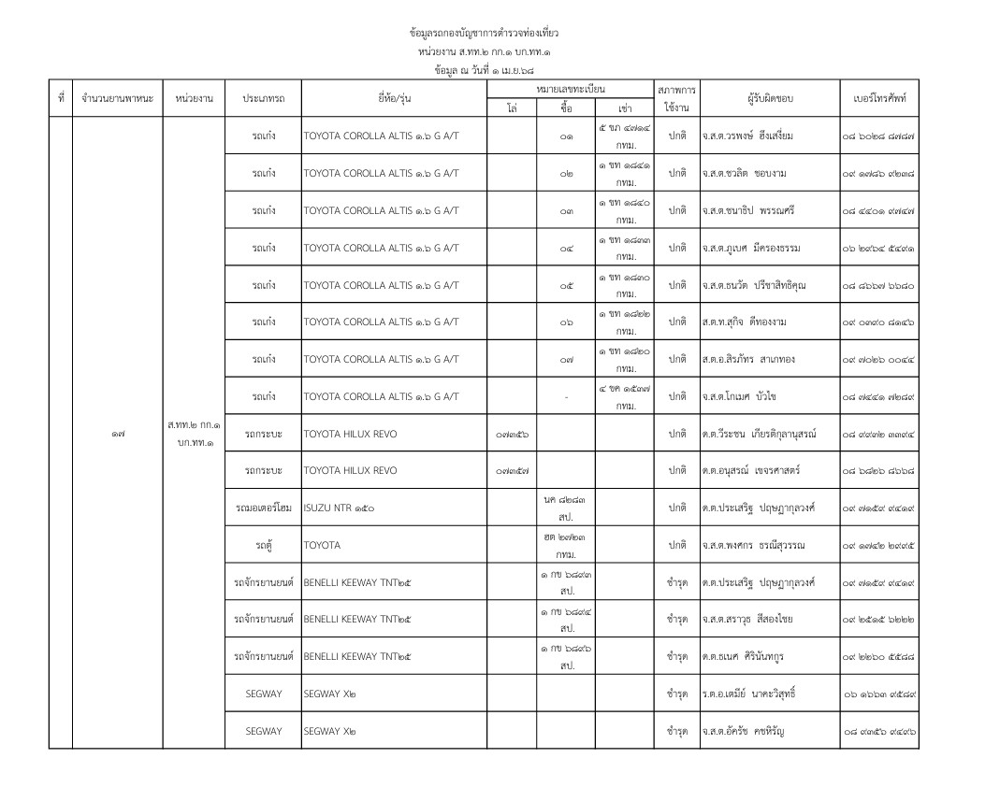 ข้อมูลรถกองบัญชาการตำรวจท่องเที่ยว
หน่วยงาน ส.ทท.๒ กก.๑ บก.ทท.๑
ข้อมูล ณ วันที่ ๑ เม.ย.๖๘
ที่ จำนวนยานพาหนะ หน่วยงาน ประเภทรถ ยี่ห้อ/รุ่น หมายเลขทะเบียน สภาพการใช้งาน ผู้รับผิดชอบ เบอร์โทรศัพท์
โล่ ซื้อ เช่า
๑๗ ส.ทท.๒ กก.๑ บก.ทท.๑
รถเก๋ง TOYOTA COROLLA ALTIS ๑.๖ G A/T ๐๑ ๕ ขภ ๔๗๑๔ กทม. ปกติ จ.ส.ต.วรพงษ์ ฮึงเสงี่ยม ๐๘ ๖๐๒๘ ๘๗๘๗
รถเก๋ง TOYOTA COROLLA ALTIS ๑.๖ G A/T ๐๒ ๑ ขท ๑๘๔๑ กทม. ปกติ จ.ส.ต.ชวลิต ชอบงาม ๐๙ ๑๗๘๖ ๙๒๓๘
รถเก๋ง TOYOTA COROLLA ALTIS ๑.๖ G A/T ๐๓ ๑ ขท ๑๘๔๐ กทม. ปกติ จ.ส.ต.ชนาธิป พรรณศรี ๐๘ ๔๔๐๑ ๙๗๔๗
รถเก๋ง TOYOTA COROLLA ALTIS ๑.๖ G A/T ๐๔ ๑ ขท ๑๘๓๓ กทม. ปกติ จ.ส.ต.ภูเบศ มีครองธรรม ๐๖ ๒๙๖๔ ๕๔๙๑
รถเก๋ง TOYOTA COROLLA ALTIS ๑.๖ G A/T ๐๕ ๑ ขท ๑๘๓๐ กทม. ปกติ จ.ส.ต.ธนวัต ปรีชาสิทธิคุณ ๐๘ ๘๖๖๗ ๖๖๘๐
รถเก๋ง TOYOTA COROLLA ALTIS ๑.๖ G A/T ๐๖ ๑ ขท ๑๘๒๒ กทม. ปกติ ส.ต.ท.สุกิจ ดีทองงาม ๐๙ ๐๓๙๐ ๘๑๔๖
รถเก๋ง TOYOTA COROLLA ALTIS ๑.๖ G A/T ๐๗ ๑ ขท ๑๘๒๐ กทม. ปกติ ส.ต.อ.สิรภัทร สาเกทอง ๐๙ ๗๐๒๖ ๐๐๔๔
รถเก๋ง TOYOTA COROLLA ALTIS ๑.๖ G A/T - ๔ ขค ๑๕๓๗ กทม. ปกติ จ.ส.ต.โกเมศ บัวไข ๐๘ ๗๔๔๑ ๗๒๘๙
รถกระบะ TOYOTA HILUX REVO ๐๗๓๕๖ ปกติ ด.ต.วีระชน เกียรติกุลานุสรณ์ ๐๘ ๙๙๗๒ ๓๓๙๔
รถกระบะ TOYOTA HILUX REVO ๐๗๓๕๗ ปกติ ด.ต.อนุสรณ์ เขจรศาสตร์ ๐๘ ๖๘๒๖ ๘๖๖๘
รถมอเตอร์โฮม ISUZU NTR ๑๕๐ นค ๘๒๘๓ สป. ปกติ ด.ต.ประเสริฐ ปฤษฎากุลวงศ์ ๐๙ ๗๑๕๙ ๙๔๑๙
รถตู้ TOYOTA ฮต ๒๗๒๓ กทม. ปกติ จ.ส.ต.พงศกร ธรณีสุวรรณ ๐๙ ๑๗๔๒ ๒๙๙๕
รถจักรยานยนต์ BENELLI KEEWAY TNT๒๕ ๑ กข ๖๘๙๓ สป. ชำรุด ด.ต.ประเสริฐ ปฤษฎากุลวงศ์ ๐๙ ๗๑๕๙ ๙๔๑๙
รถจักรยานยนต์ BENELLI KEEWAY TNT๒๕ ๑ กข ๖๘๙๔ สป. ชำรุด จ.ส.ต.สราวุธ สีสองไชย ๐๙ ๒๕๑๕ ๖๒๒๒
รถจักรยานยนต์ BENELLI KEEWAY TNT๒๕ ๑ กข ๖๘๙๖ สป. ชำรุด ด.ต.ธเนศ ศิรินันทกูร ๐๙ ๒๒๖๐ ๕๕๘๘
SEGWAY SEGWAY X๒ ชำรุด ร.ต.อ.เตมีย์ นาคะวิสุทธิ์ ๐๖ ๑๖๖๓ ๙๕๘๙
SEGWAY SEGWAY X๒ ชำรุด จ.ส.ต.อัครัช คชหิรัญ ๐๘ ๙๓๕๖ ๙๔๙๖